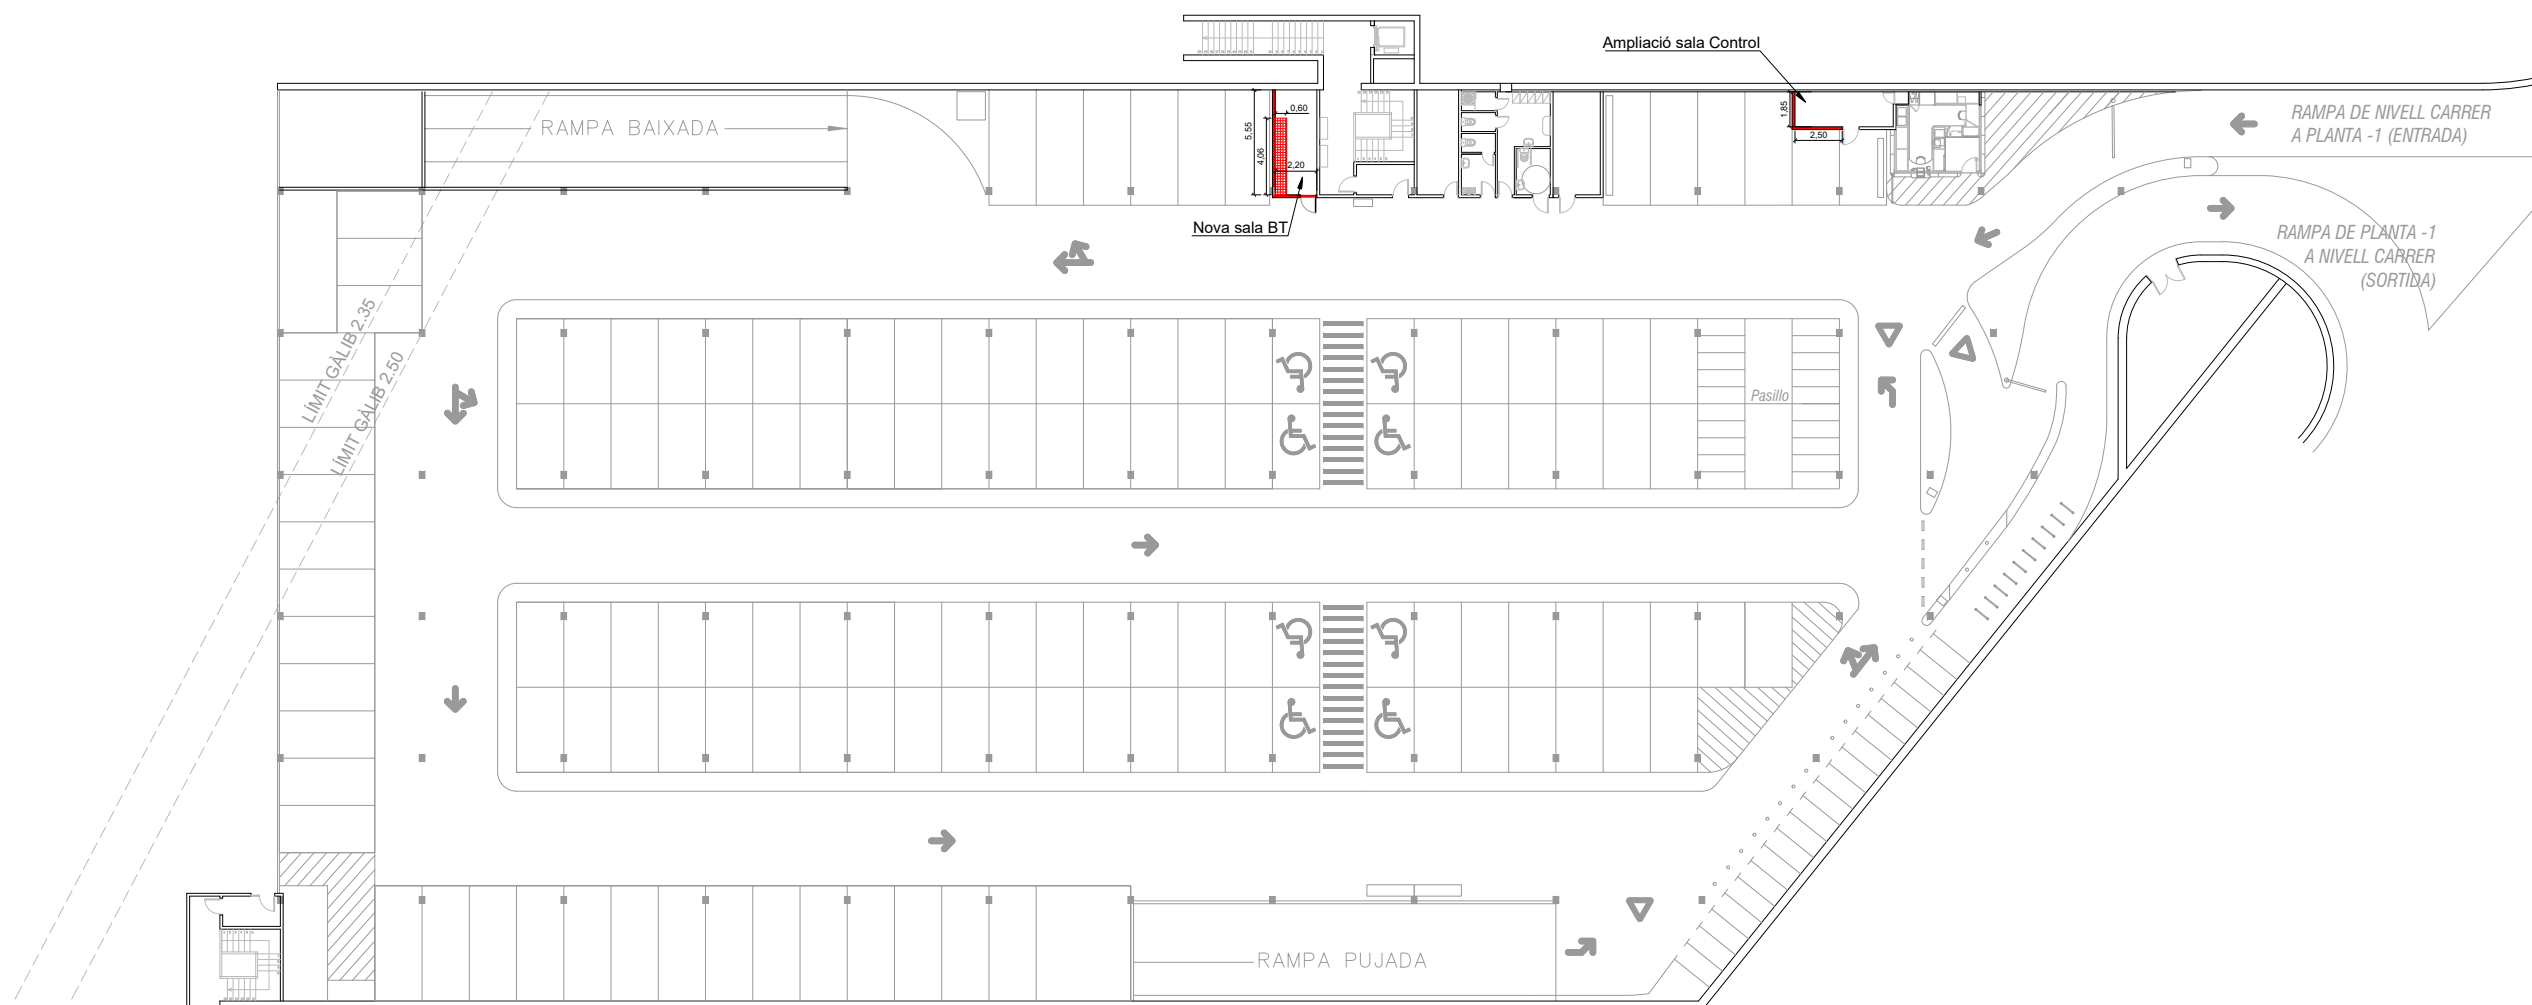 Ampliació sala Control
RAMPA BAIXADA
0,60
5,55
4,06
2,20
Nova sala BT
1,85
2,50
RAMPA DE NIVELL CARRER
A PLANTA -1 (ENTRADA)
RAMPA DE PLANTA -1
A NIVELL CARRER
(SORTIDA)
LÍMIT GÀLIB 2.35
LÍMIT GÀLIB 2.50
Pasillo
RAMPA PUJADA